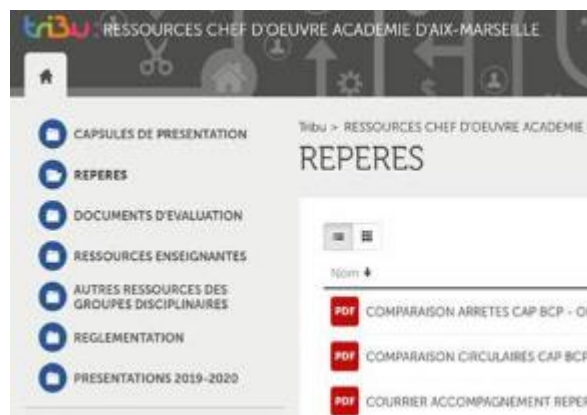 triBu : RESSOURCES CHEF D'OEUVRE ACADEMIE D'AIX-MARSEILLE
CAPSULES DE PRESENTATION
REPERES
DOCUMENTS D'EVALUATION
RESSOURCES ENSEIGNANTES
AUTRES RESSOURCES DES
GROUPES DISCIPLINAIRES
REGLEMENTATION
PRESENTATIONS 2019-2020
Tribu > RESSOURCES CHEF D'OEUVRE ACADEMIE
REPERES
Nom
PDF COMPARAISON ARRETES CAP BCP -
PDF COMPARAISON CIRCULAIRES CAP BCP
PDF COURRIER ACCOMPAGNEMENT REPER